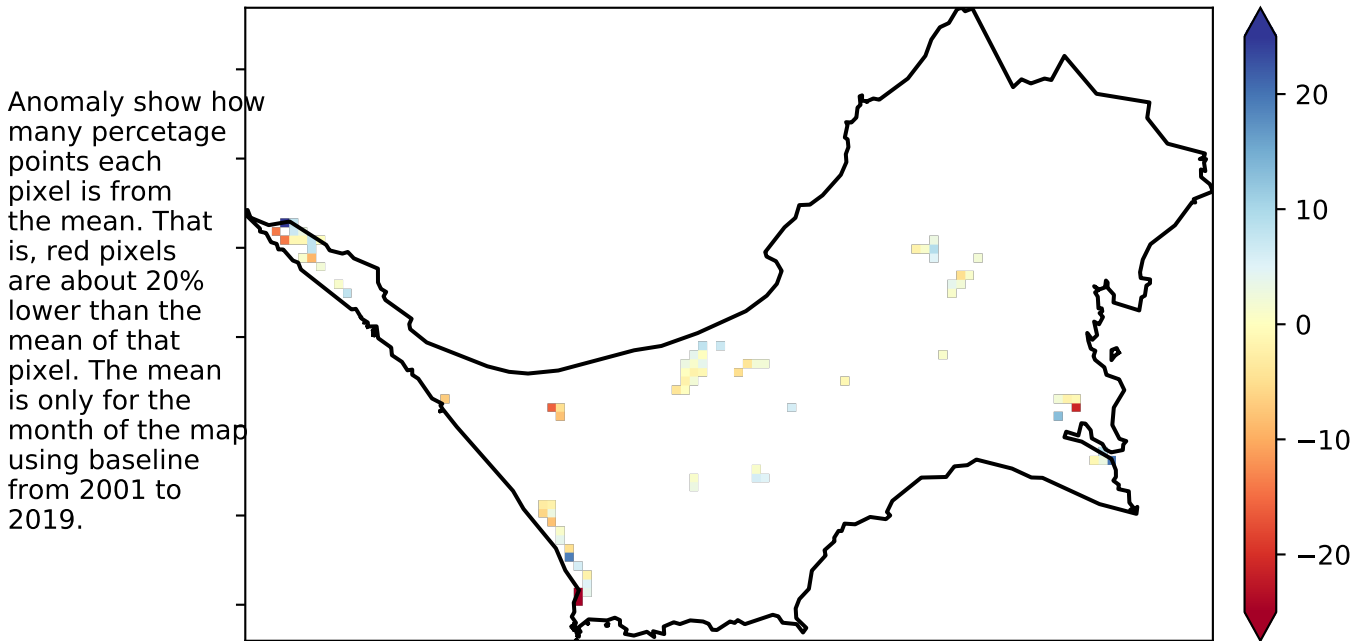 Anomaly show how
many percetage
points each
pixel is from
the mean. That
is, red pixels
are about 20%
lower than the
mean of that
pixel. The mean
is only for the
month of the map
using baseline
from 2001 to
2019.
20
10
0
−10
−20